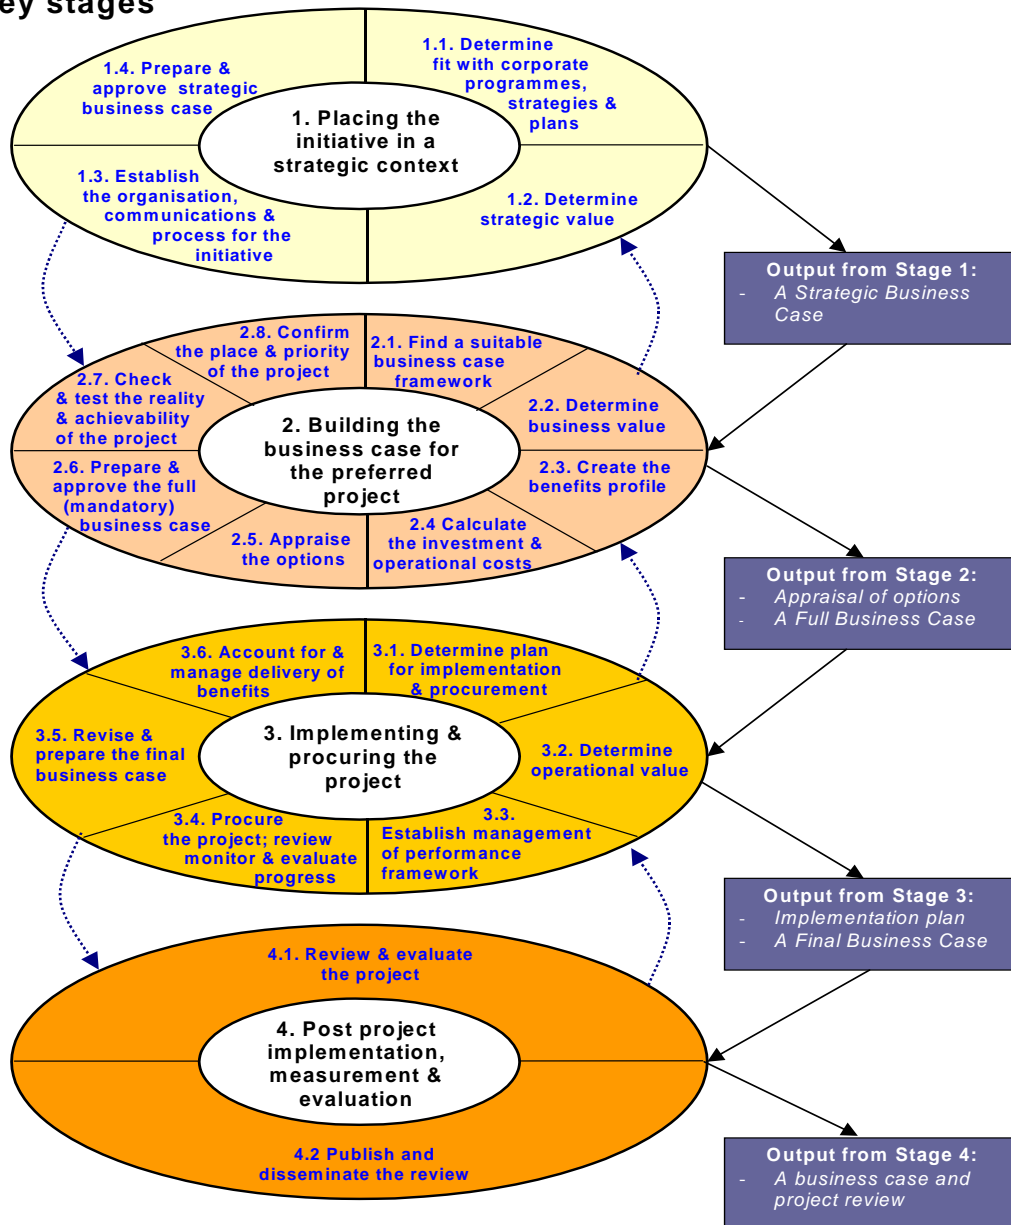 ey stages
1.4. Prepare &
approve strategic
business case
1.1. Determine
fit with corporate
programmes,
strategies &
plans
1. Placing the
initiative in a
strategic context
1.3. Establish
the organisation,
communications &
process for the
initiative
1.2. Determine
strategic value
Output from Stage 1:
- A Strategic Business
Case
2.8. Confirm
the place & priority
of the project
2.1. Find a suitable
business case
framework
2.7. Check
& test the reality
& achievability
of the project
2.2. Determine
business value
2. Building the
business case for
the preferred
project
2.6. Prepare &
approve the full
(mandatory)
business case
2.3. Create the
benefits profile
2.5. Appraise
the options
2.4 Calculate
the investment &
operational costs
Output from Stage 2:
- Appraisal of options
- A Full Business Case
3.6. Account for &
manage delivery of
benefits
3.1. Determine plan
for implementation
& procurement
3.5. Revise &
prepare the final
business case
3. Implementing &
procuring the
project
3.2. Determine
operational value
3.4. Procure
the project; review
monitor & evaluate
progress
3.3.
Establish management
of performance
framework
Output from Stage 3:
- Implementation plan
- A Final Business Case
4.1. Review & evaluate
the project
4. Post project
implementation,
measurement &
evaluation
4.2 Publish and
disseminate the review
Output from Stage 4:
- A business case and
project review